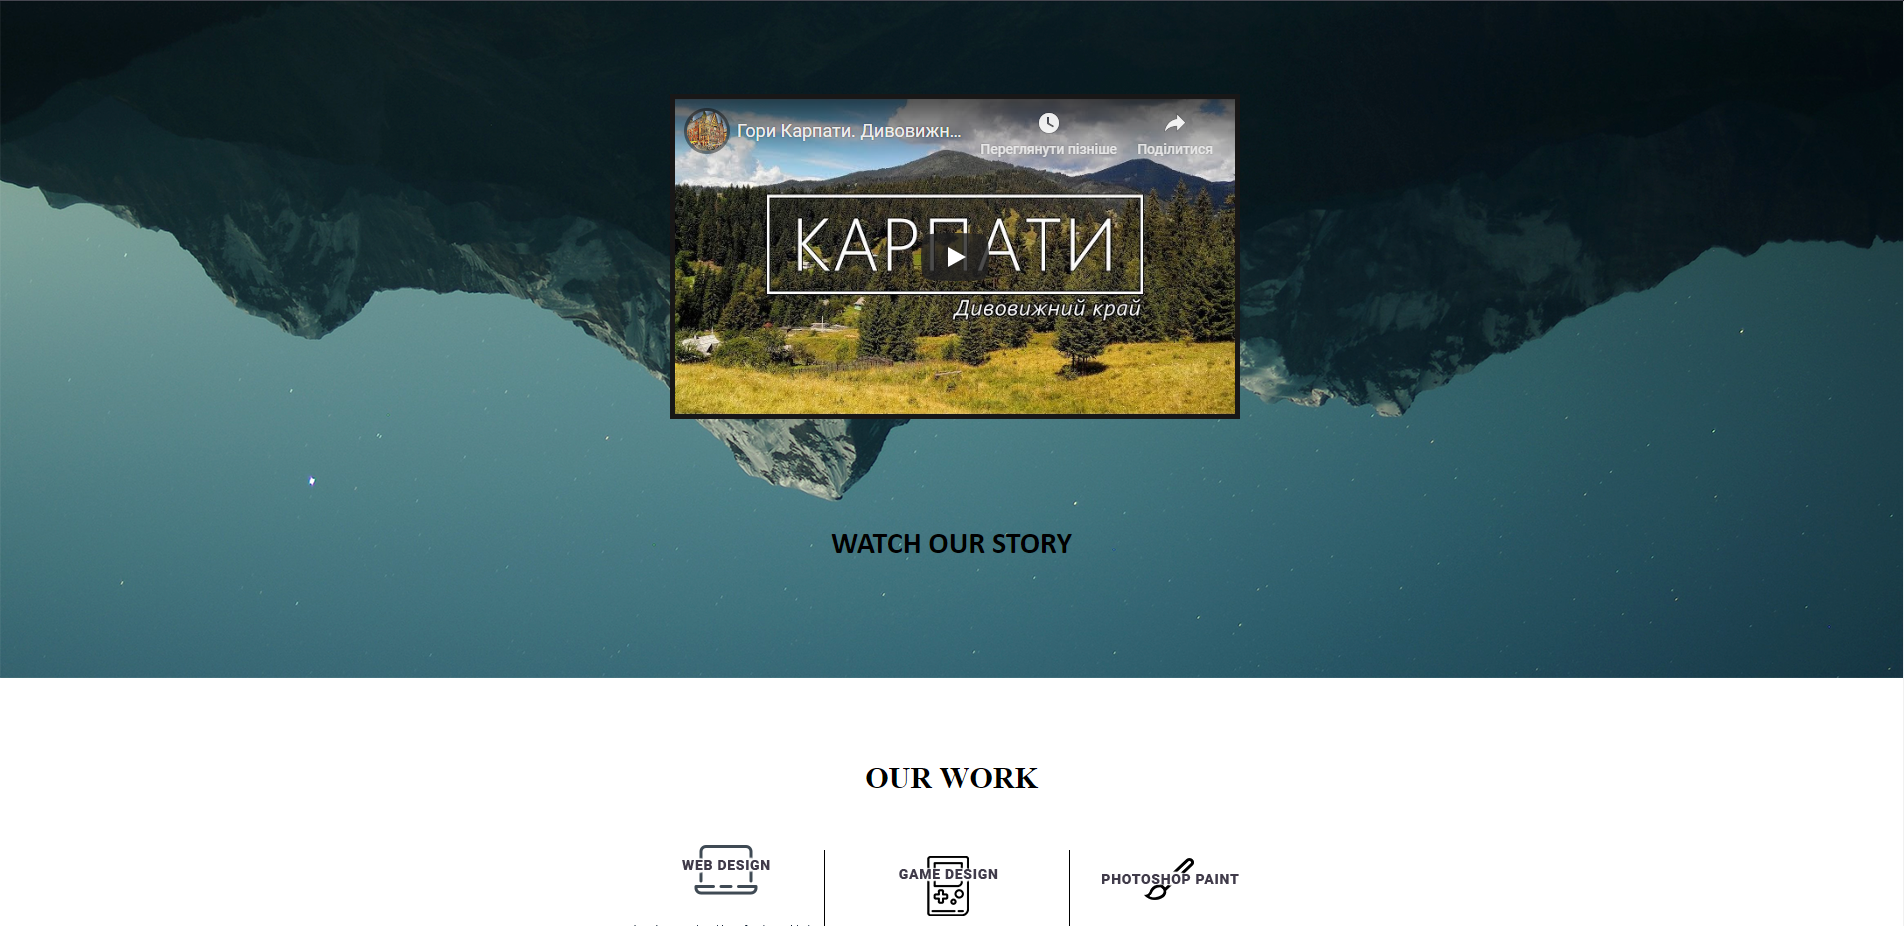 Гори Карпати. Дивовижн...
Переглянути пізніше
Поділитися
КАРПАТИ
Дивовижний край
WATCH OUR STORY
OUR WORK
WEB DESIGN
GAME DESIGN
PHOTOSHOP PAINT